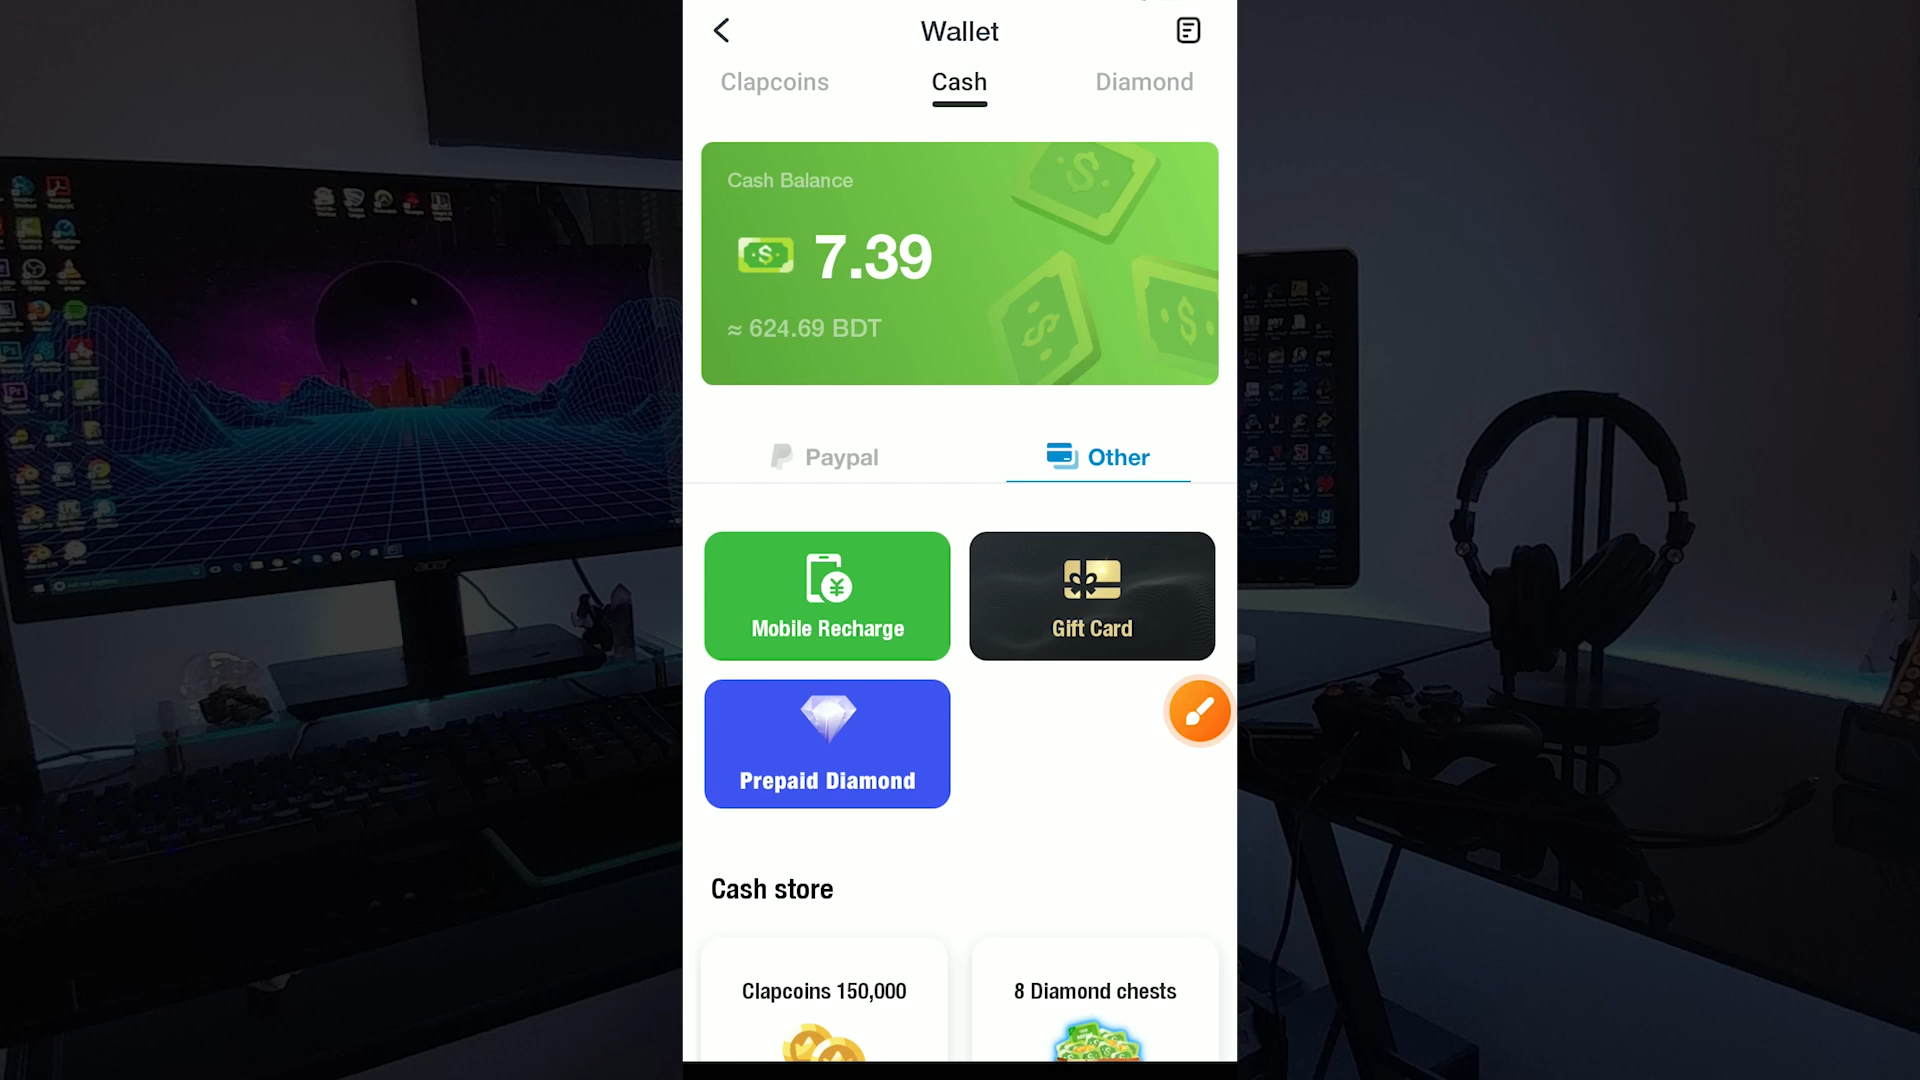 Wallet
Clapcoins
Cash
Diamond
Cash Balance
7.39
≈ 624.69 BDT
Paypal
Other
Mobile Recharge
Gift Card
Prepaid Diamond
Cash store
Clapcoins 150,000
8 Diamond chests
acer